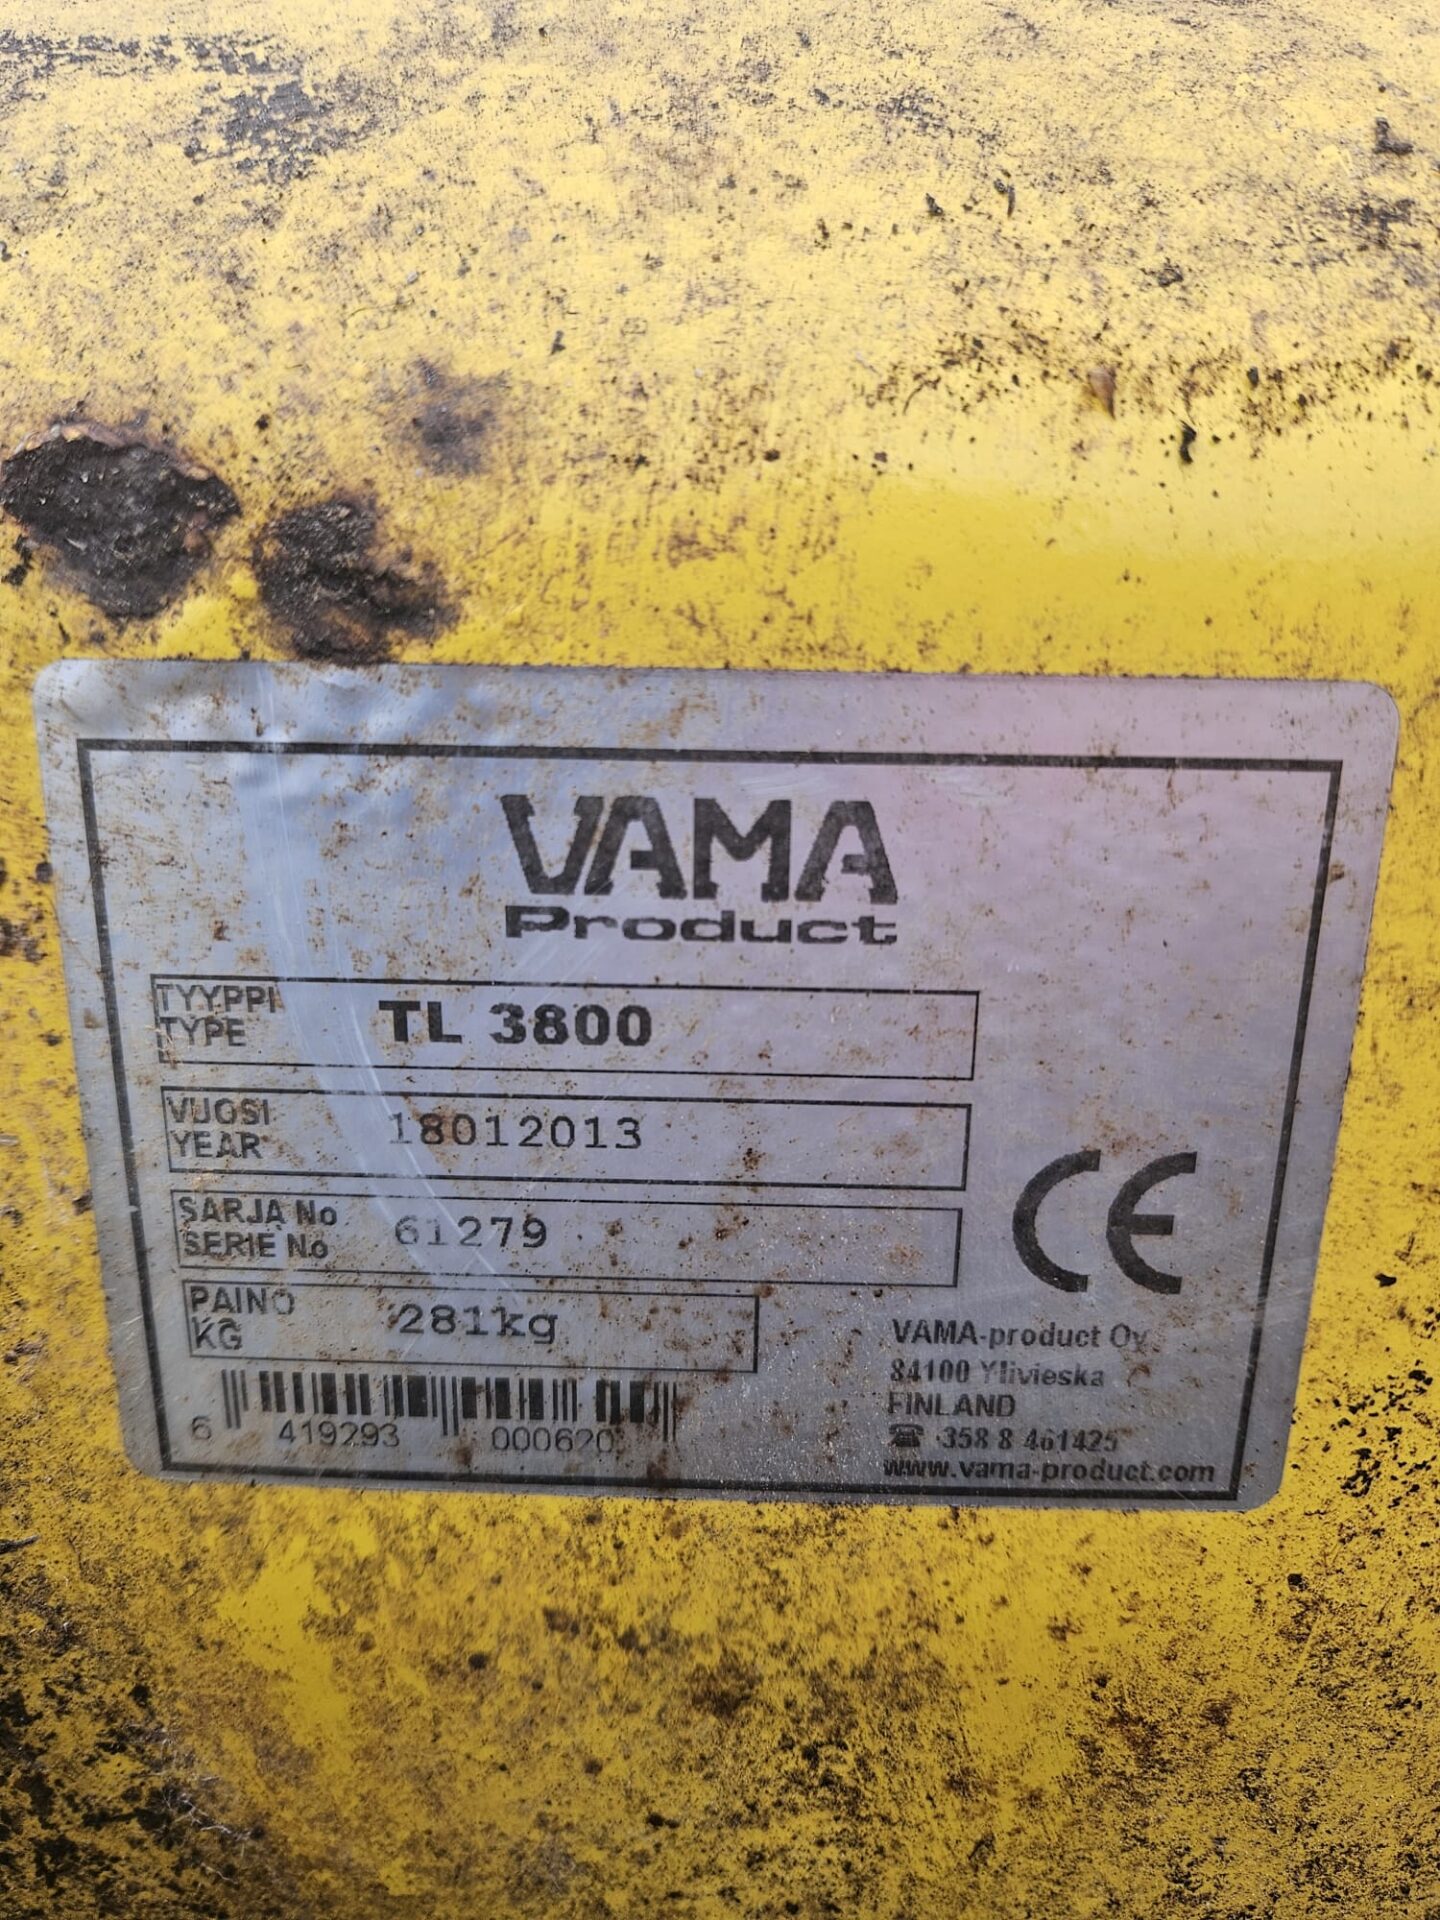 VAMA
Product
TYYPPI
TYPE
TL 3800
VUOSI
YEAR
18012013
SARJA No
SERIE No
61279
PAINO
KG
281kg
6 419293 000620
CE
VAMA-product Oy
84100 Ylivieska
FINLAND
☎ 358 8 461425
www.vama-product.com